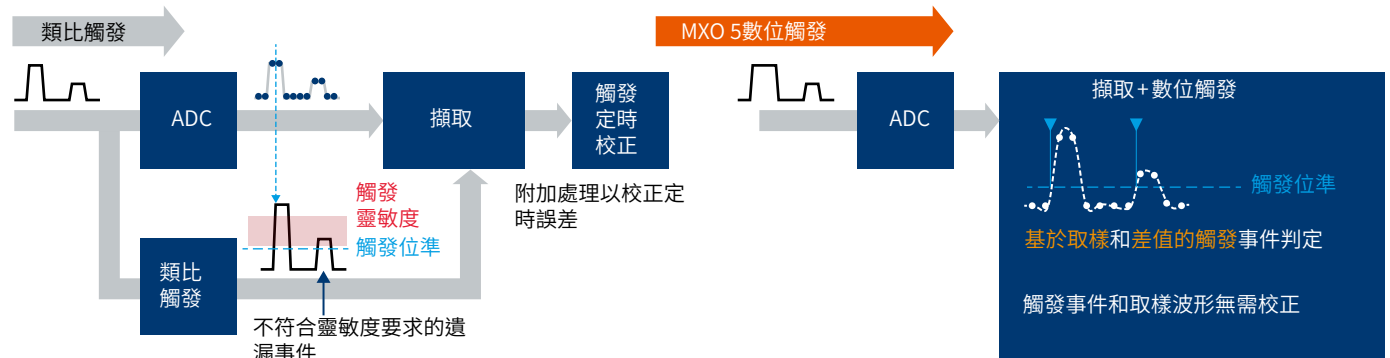 類比觸發
ADC
擷取
觸發
定時
校正
觸發
靈敏度
觸發位準
附加處理以校正定
時誤差
類比
觸發
不符合靈敏度要求的遺
漏事件
MXO 5數位觸發
ADC
擷取+數位觸發
觸發位準
基於取樣和差值的觸發事件判定
觸發事件和取樣波形無需校正